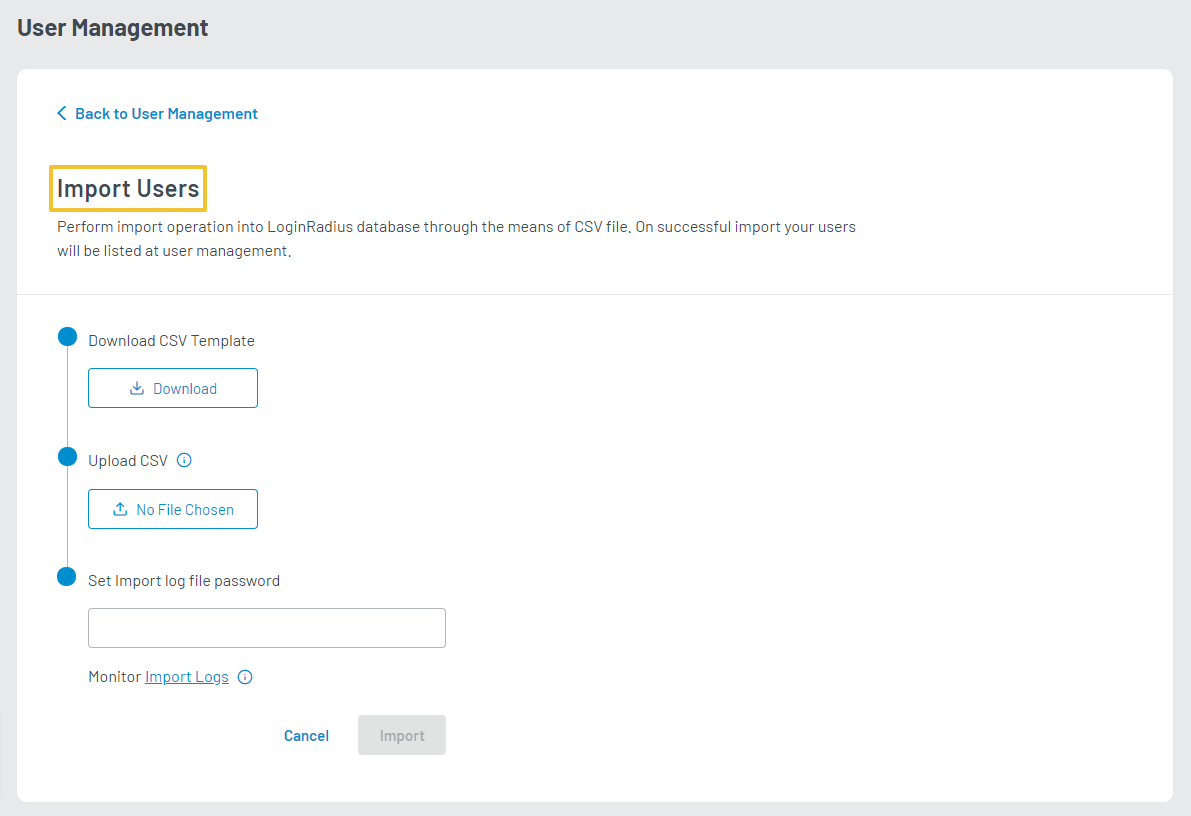 User Management
Back to User Management
Import Users
Perform import operation into LoginRadius database through the means of CSV file. On successful import your users
will be listed at user management.
Download CSV Template
Download
Upload CSV
No File Chosen
Set Import log file password
Monitor Import Logs
Cancel
Import